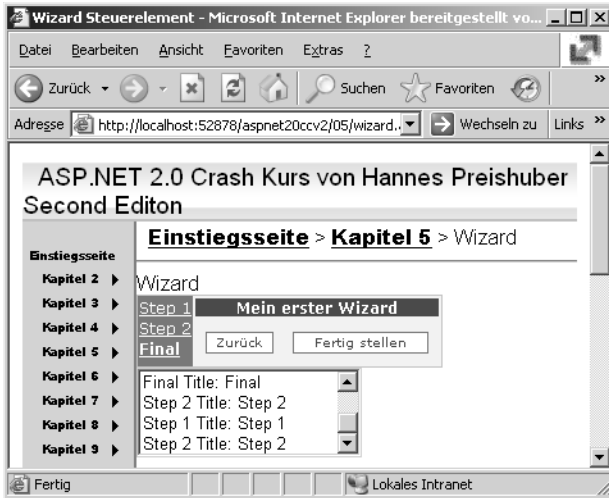 Wizard Steuerelement - Microsoft Internet Explorer bereitgestellt vo...
Datei Bearbeiten Ansicht Favoriten Extras ?
Zurück Suchen Favoriten »
Adresse http://localhost:52878/aspnet20ccv2/05/wizard. Wechseln zu Links »
ASP.NET 2.0 Crash Kurs von Hannes Preishuber
Second Editon
Einstiegsseite > Kapitel 5 > Wizard
Einstiegsseite
Kapitel 2
Kapitel 3
Kapitel 4
Kapitel 5
Kapitel 6
Kapitel 7
Kapitel 8
Kapitel 9
Wizard
Step 1
Step 2
Final
Mein erster Wizard
Zurück Fertig stellen
Final Title: Final
Step 2 Title: Step 2
Step 1 Title: Step 1
Step 2 Title: Step 2
Fertig Lokales Intranet